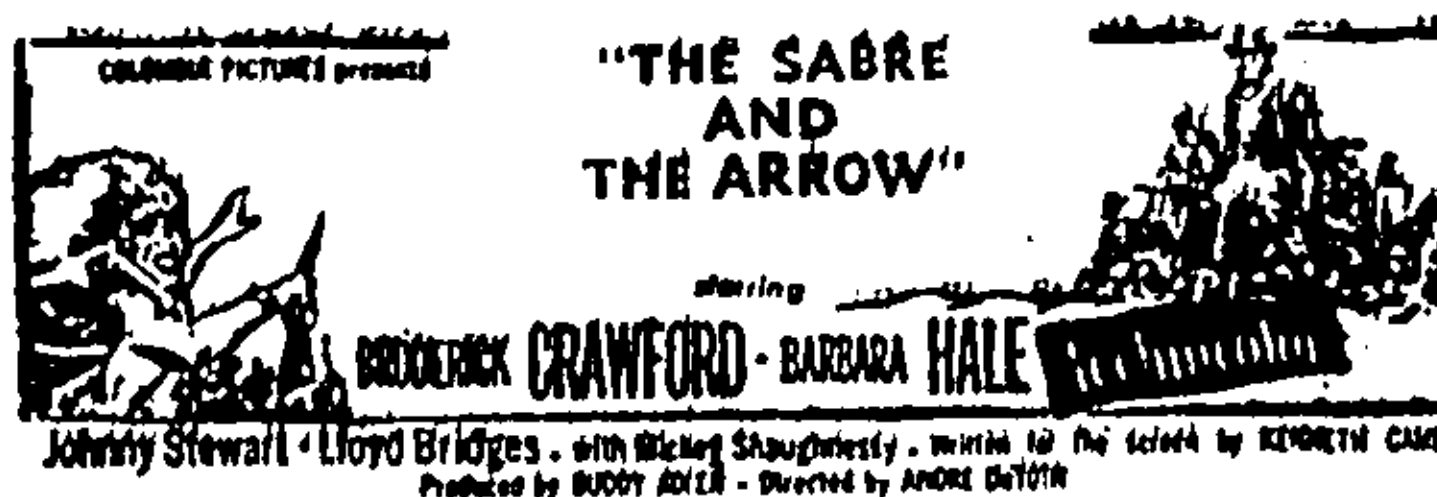 COLUMBIA PICTURES presents
"THE SABRE
AND
THE ARROW"
starring
BRODERICK CRAWFORD · BARBARA HALE Technicolor
Johnny Stewart · Lloyd Bridges · with Mickey Shaughnessy · Written for the screen by KENNETH
Produced by BUDDY ADLER - Directed by ANDRE DeTOTH